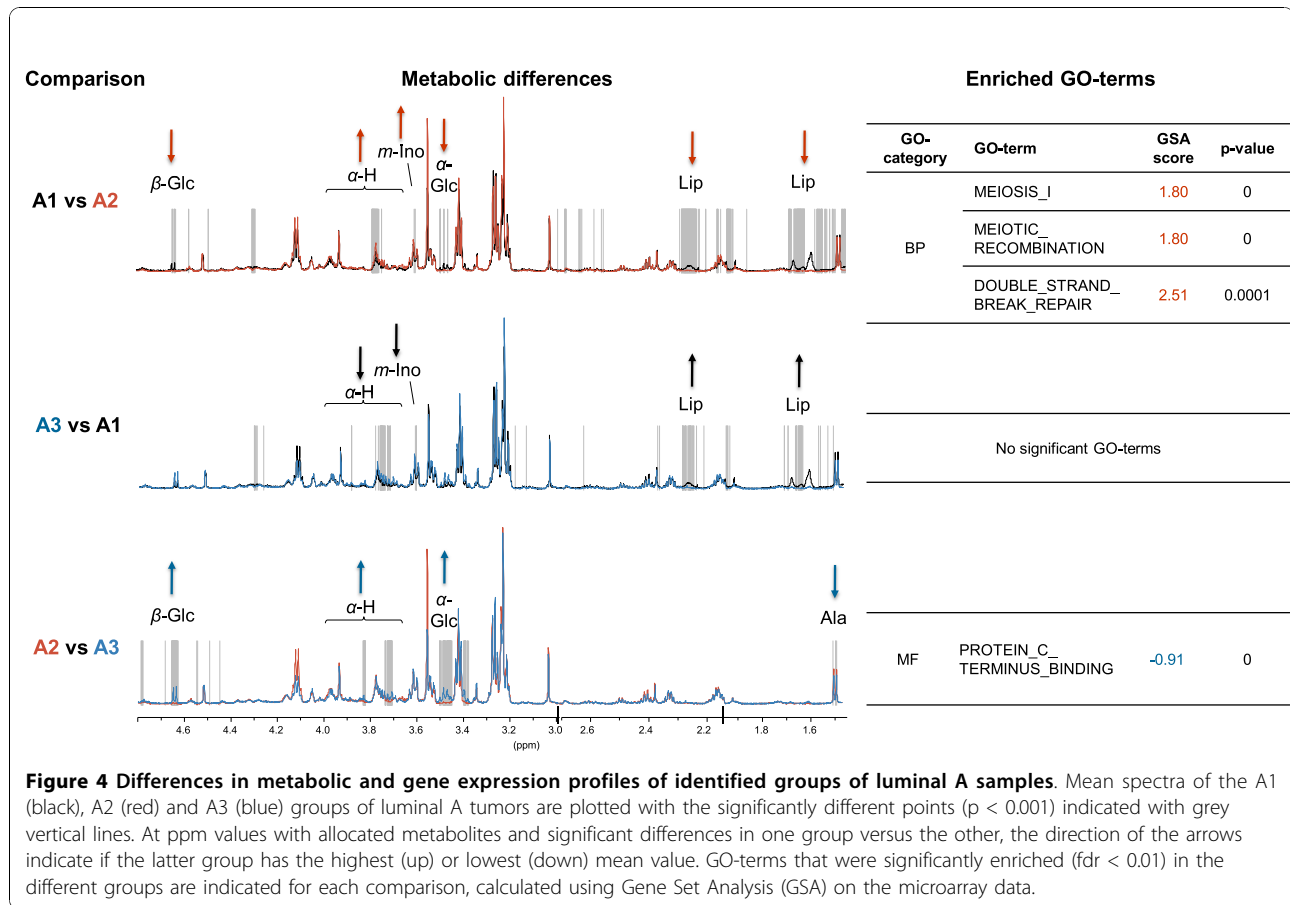 Comparison
Metabolic differences
Enriched GO-terms
A1 vs A2
β-Glc
α-H
m-Ino
α-
Glc
Lip
Lip
GO-
category
GO-term
GSA
score
p-value
BP
MEIOSIS_I
1.80
0
MEIOTIC_
RECOMBINATION
1.80
0
DOUBLE_STRAND_
BREAK_REPAIR
2.51
0.0001
A3 vs A1
α-H
m-Ino
Lip
Lip
No significant GO-terms
A2 vs A3
β-Glc
α-H
α-
Glc
Ala
MF
PROTEIN_C_
TERMINUS_BINDING
-0.91
0
4.6 4.4 4.2 4.0 3.8 3.6 3.4 3.2 3.0 2.6 2.4 2.2 1.8 1.6
(ppm)
Figure 4 Differences in metabolic and gene expression profiles of identified groups of luminal A samples. Mean spectra of the A1
(black), A2 (red) and A3 (blue) groups of luminal A tumors are plotted with the significantly different points (p < 0.001) indicated with grey
vertical lines. At ppm values with allocated metabolites and significant differences in one group versus the other, the direction of the arrows
indicate if the latter group has the highest (up) or lowest (down) mean value. GO-terms that were significantly enriched (fdr < 0.01) in the
different groups are indicated for each comparison, calculated using Gene Set Analysis (GSA) on the microarray data.